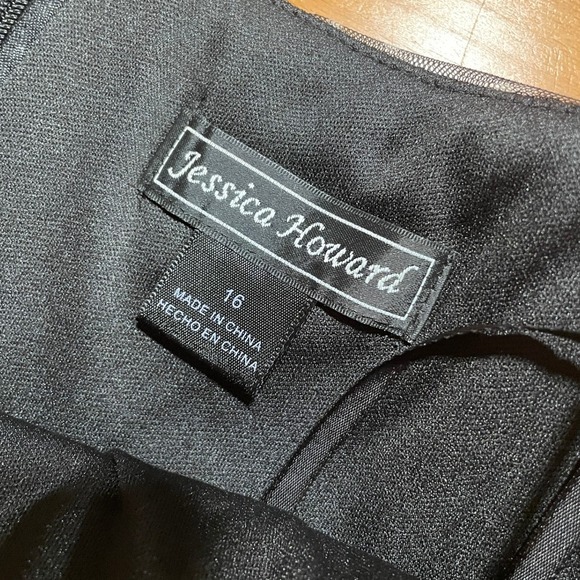 Jessica Howard
16
MADE IN CHINA
HECHO EN CHINA